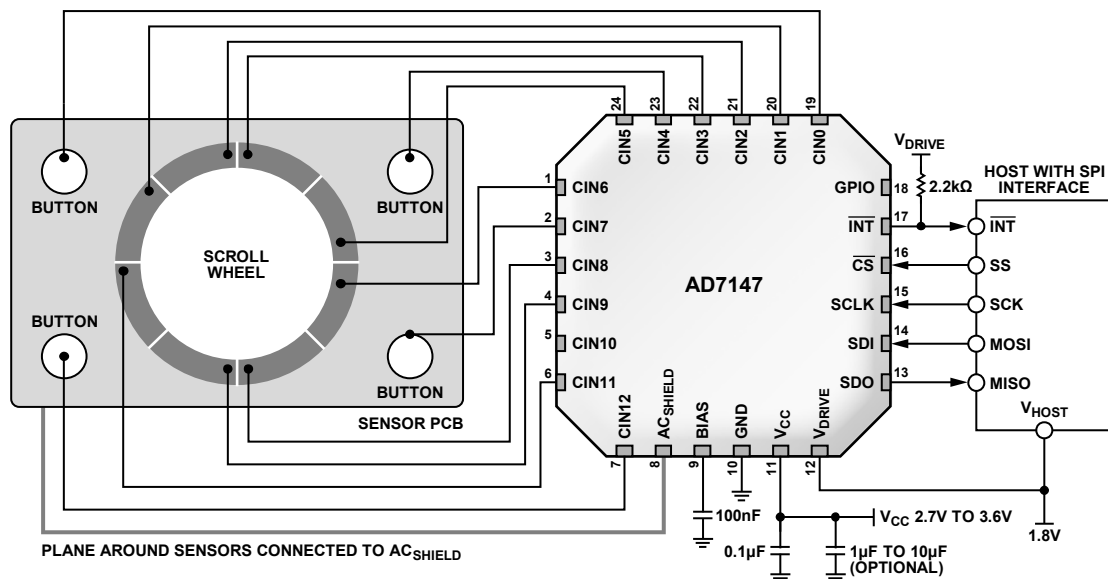 24
23
22
21
20
19
CIN5
CIN4
CIN3
CIN2
CIN1
CIN0
VDRIVE
2.2kΩ
HOST WITH SPI
INTERFACE
BUTTON
BUTTON
SCROLL
WHEEL
BUTTON
BUTTON
SENSOR PCB
1
CIN6
2
CIN7
3
CIN8
4
CIN9
5
CIN10
6
CIN11
AD7147
GPIO
18
INT
17
INT
CS
16
SS
SCLK
15
SCK
SDI
14
MOSI
SDO
13
MISO
VHOST
CIN12
ACSHIELD
BIAS
GND
VCC
VDRIVE
7
8
9
10
11
12
100nF
0.1µF
VCC 2.7V TO 3.6V
1µF TO 10µF
(OPTIONAL)
1.8V
PLANE AROUND SENSORS CONNECTED TO ACSHIELD